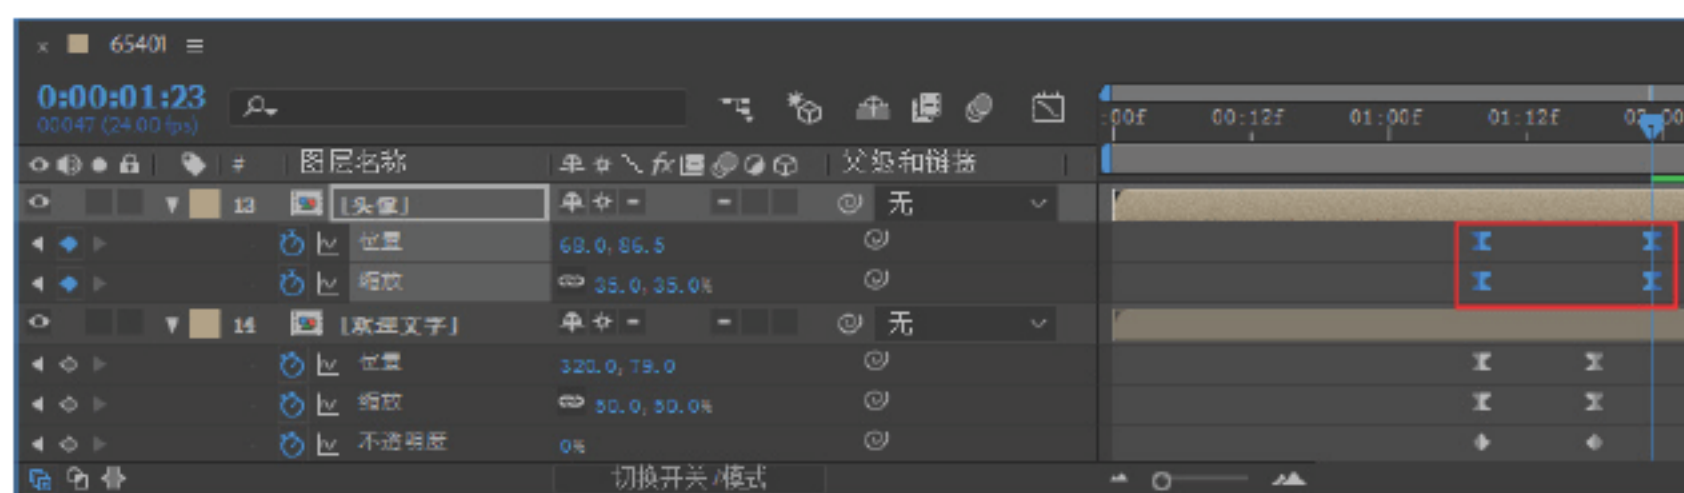 65401
0:00:01:23
00047 (24.00 fps)
:00f 00:12f 01:00f 01:12f
# 图层名称 fx 父级和链接
13 [头像] 无
位置 68.0, 86.5
缩放 35.0, 35.0%
14 [欢迎文字] 无
位置 320.0, 79.0
缩放 50.0, 50.0%
不透明度 0%
切换开关/模式